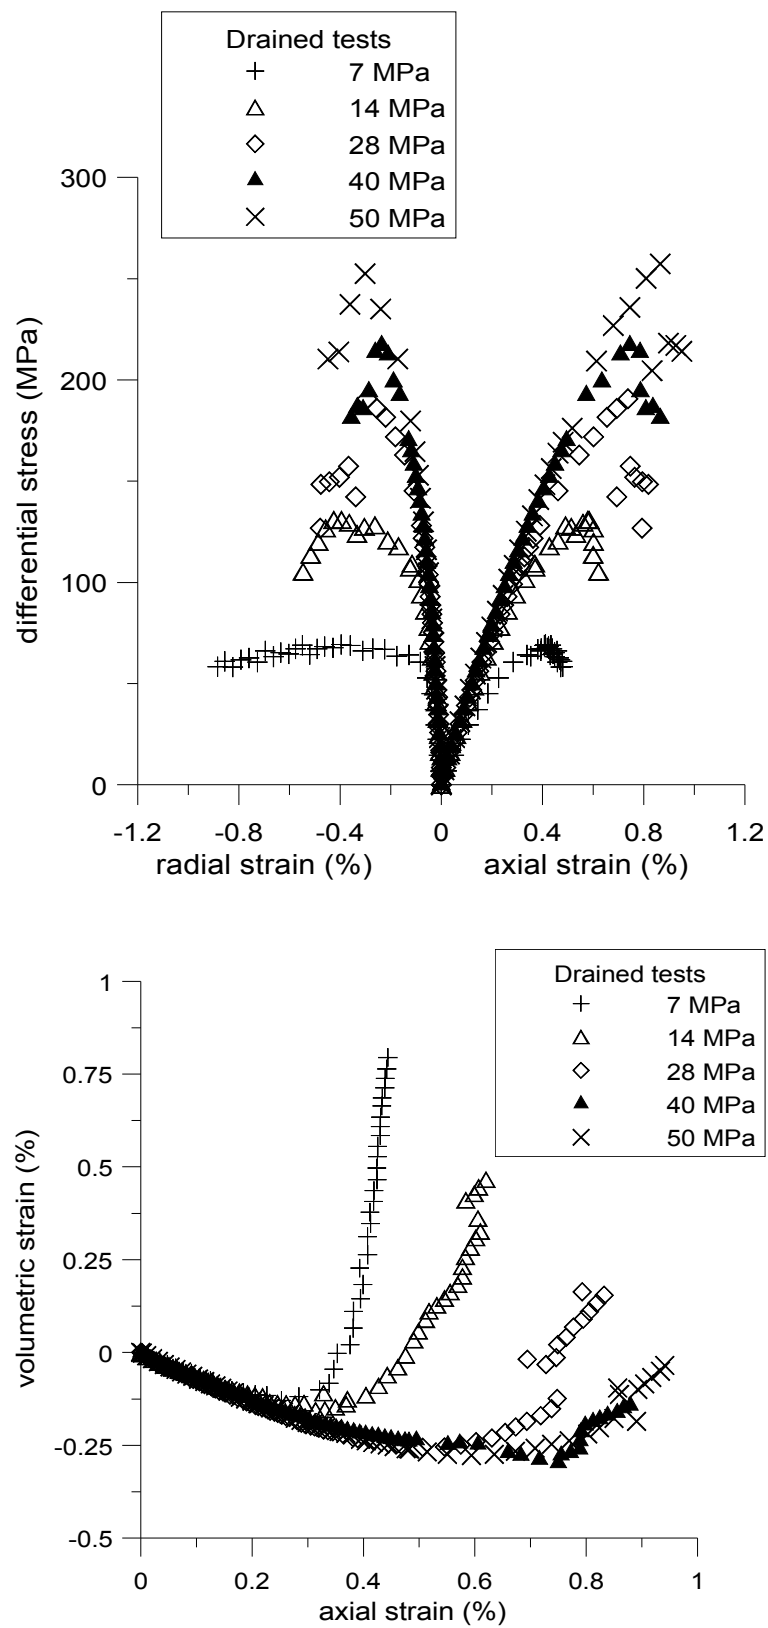 Drained tests
7 MPa
14 MPa
28 MPa
40 MPa
50 MPa
300
200
100
0
differential stress (MPa)
-1.2 -0.8 -0.4 0 0.4 0.8 1.2
radial strain (%) axial strain (%)
Drained tests
7 MPa
14 MPa
28 MPa
40 MPa
50 MPa
1
0.75
0.5
0.25
0
-0.25
-0.5
volumetric strain (%)
0 0.2 0.4 0.6 0.8 1
axial strain (%)